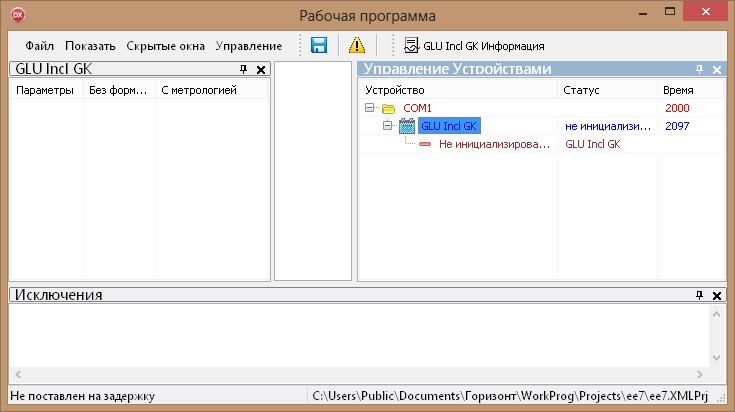 DX Рабочая программа
Файл Показать Скрытые окна Управление GLU Incl GK Информация
GLU Incl GK
Параметры Без форм... С метрологией
Управление Устройствами
Устройство Статус Время
COM1 2000
GLU Incl GK не инициализи... 2097
Не инициализирова... GLU Incl GK
Исключения
Не поставлен на задержку C:\Users\Public\Documents\Горизонт\WorkProg\Projects\ee7\ee7.XMLPrj